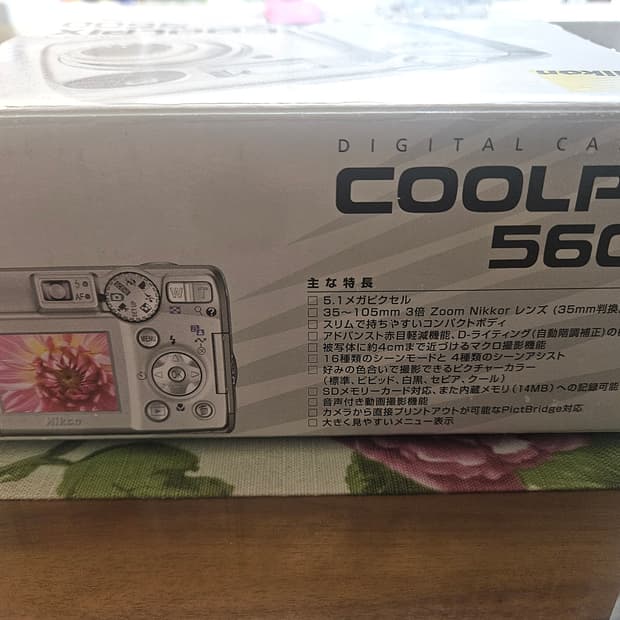 Nikon
DIGITAL CA
COOLP
560
主な特長
□ 5.1メガピクセル
□ 35〜105mm 3倍 Zoom Nikkor レンズ (35mm判換
□ スリムで持ちやすいコンパクトボディ
□ アドバンスト赤目軽減機能、D-ライティング(自動階調補正)の
□ 被写体に約4cmまで近づけるマクロ撮影機能
□ 16種類のシーンモードと 4種類のシーンアシスト
□ 好みの色合いで撮影できるピクチャーカラー
(標準、ビビッド、白黒、セピア、クール)
□ SDメモリーカード対応、また内蔵メモリ(14MB)への記録可能
□ 音声付き動画撮影機能
□ カメラから直接プリントアウトが可能なPictBridge対応
□ 大きく見やすいメニュー表示
AF
SETUP
W
MENU
OK
Nikon